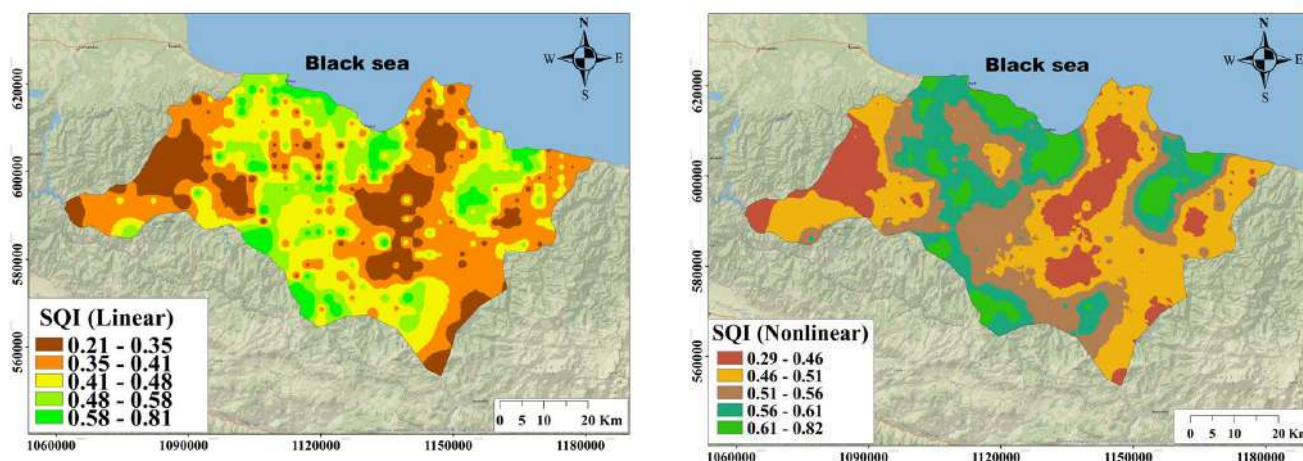 Black sea
N
W E
S
620000
600000
580000
560000
SQI (Linear)
0.21 - 0.35
0.35 - 0.41
0.41 - 0.48
0.48 - 0.58
0.58 - 0.81
0 5 10 20 Km
1060000 1090000 1120000 1150000 1180000
Black sea
N
W E
S
620000
600000
580000
560000
SQI (Nonlinear)
0.29 - 0.46
0.46 - 0.51
0.51 - 0.56
0.56 - 0.61
0.61 - 0.82
0 5 10 20 Km
1060000 1090000 1120000 1150000 1180000